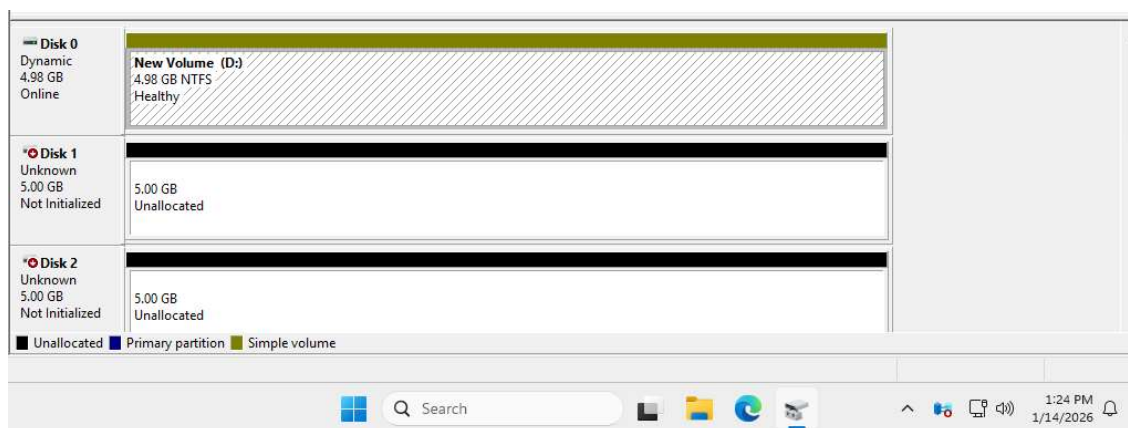 Disk 0
Dynamic
4.98 GB
Online
New Volume (D:)
4.98 GB NTFS
Healthy
Disk 1
Unknown
5.00 GB
Not Initialized
5.00 GB
Unallocated
Disk 2
Unknown
5.00 GB
Not Initialized
5.00 GB
Unallocated
Unallocated Primary partition Simple volume
Search
1:24 PM
1/14/2026